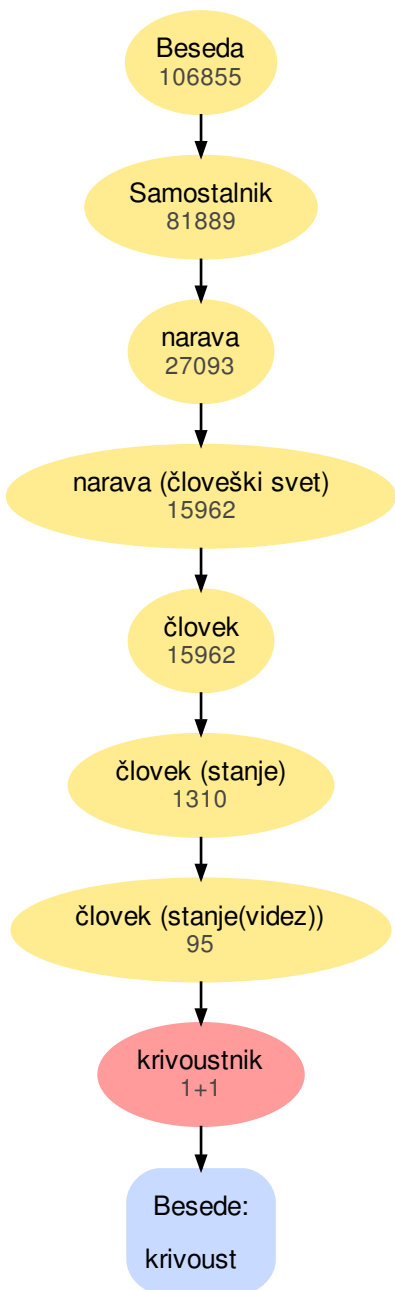 Beseda
106855
Samostalnik
81889
narava
27093
narava (človeški svet)
15962
človek
15962
človek (stanje)
1310
človek (stanje(videz))
95
krivoustnik
1+1
Besede:
krivoust